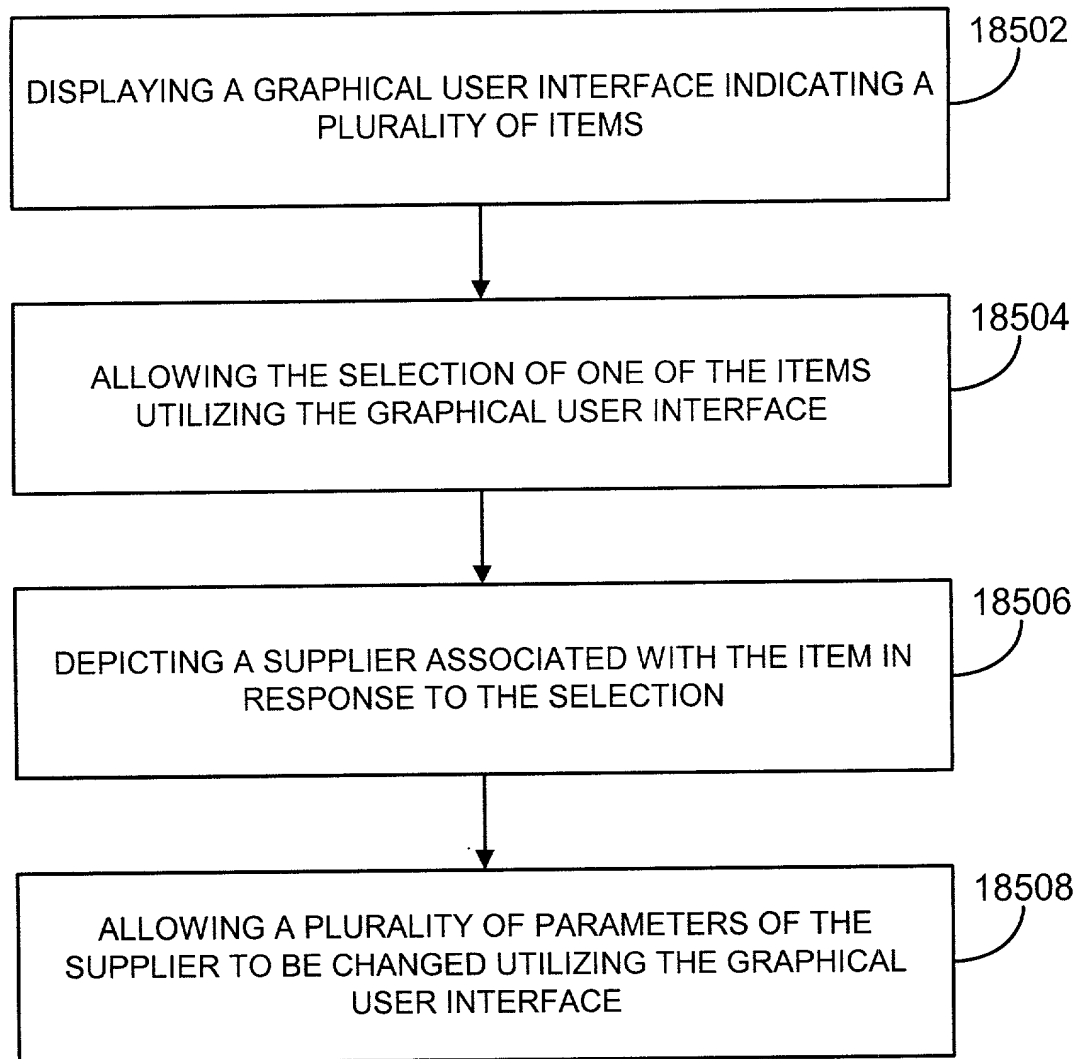 18502
DISPLAYING A GRAPHICAL USER INTERFACE INDICATING A
PLURALITY OF ITEMS
18504
ALLOWING THE SELECTION OF ONE OF THE ITEMS
UTILIZING THE GRAPHICAL USER INTERFACE
18506
DEPICTING A SUPPLIER ASSOCIATED WITH THE ITEM IN
RESPONSE TO THE SELECTION
18508
ALLOWING A PLURALITY OF PARAMETERS OF THE
SUPPLIER TO BE CHANGED UTILIZING THE GRAPHICAL
USER INTERFACE